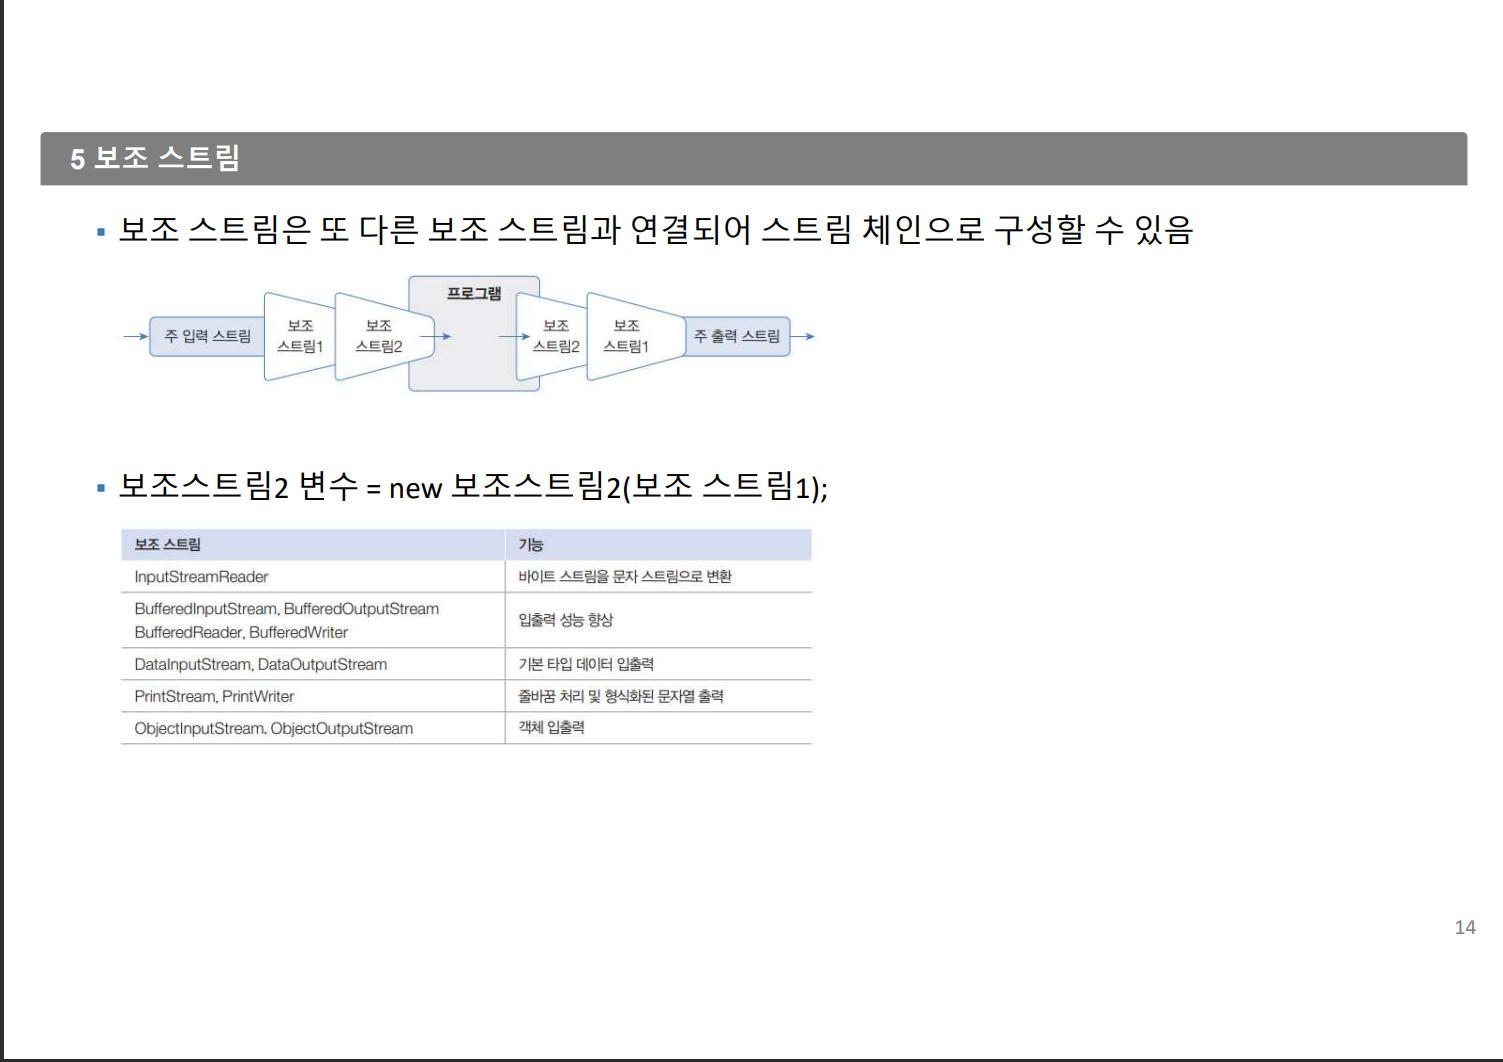 5 보조 스트림
▪ 보조 스트림은 또 다른 보조 스트림과 연결되어 스트림 체인으로 구성할 수 있음
프로그램
주 입력 스트림
보조
스트림1
보조
스트림2
보조
스트림2
보조
스트림1
주 출력 스트림
▪ 보조스트림2 변수 = new 보조스트림2(보조 스트림1);
보조 스트림 기능
InputStreamReader 바이트 스트림을 문자 스트림으로 변환
BufferedInputStream, BufferedOutputStream
BufferedReader, BufferedWriter
입출력 성능 향상
DataInputStream, DataOutputStream 기본 타입 데이터 입출력
PrintStream, PrintWriter 줄바꿈 처리 및 형식화된 문자열 출력
ObjectInputStream. ObjectOutputStream 객체 입출력
14